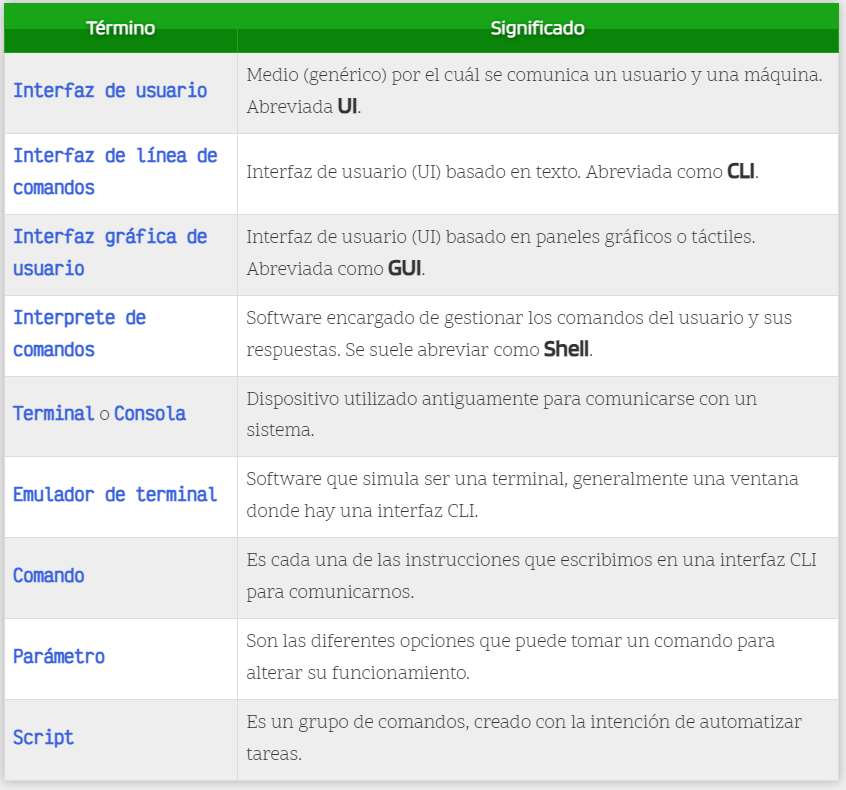 Término
Significado
Interfaz de usuario
Medio (genérico) por el cuál se comunica un usuario y una máquina.
Abreviada UI.
Interfaz de línea de
comandos
Interfaz de usuario (UI) basado en texto. Abreviada como CLI.
Interfaz gráfica de
usuario
Interfaz de usuario (UI) basado en paneles gráficos o táctiles.
Abreviada como GUI.
Interprete de
comandos
Software encargado de gestionar los comandos del usuario y sus
respuestas. Se suele abreviar como Shell.
Terminal o Consola
Dispositivo utilizado antiguamente para comunicarse con un
sistema.
Emulador de terminal
Software que simula ser una terminal, generalmente una ventana
donde hay una interfaz CLI.
Comando
Es cada una de las instrucciones que escribimos en una interfaz CLI
para comunicarnos.
Parámetro
Son las diferentes opciones que puede tomar un comando para
alterar su funcionamiento.
Script
Es un grupo de comandos, creado con la intención de automatizar
tareas.